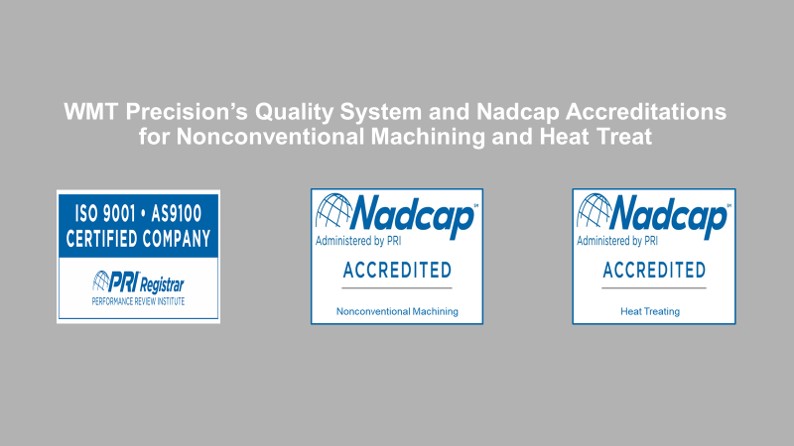 WMT Precision’s Quality System and Nadcap Accreditations
for Nonconventional Machining and Heat Treat
ISO 9001 • AS9100
CERTIFIED COMPANY
PRI Registrar
PERFORMANCE REVIEW INSTITUTE
Nadcap
Administered by PRI
ACCREDITED
Nonconventional Machining
Nadcap
Administered by PRI
ACCREDITED
Heat Treating